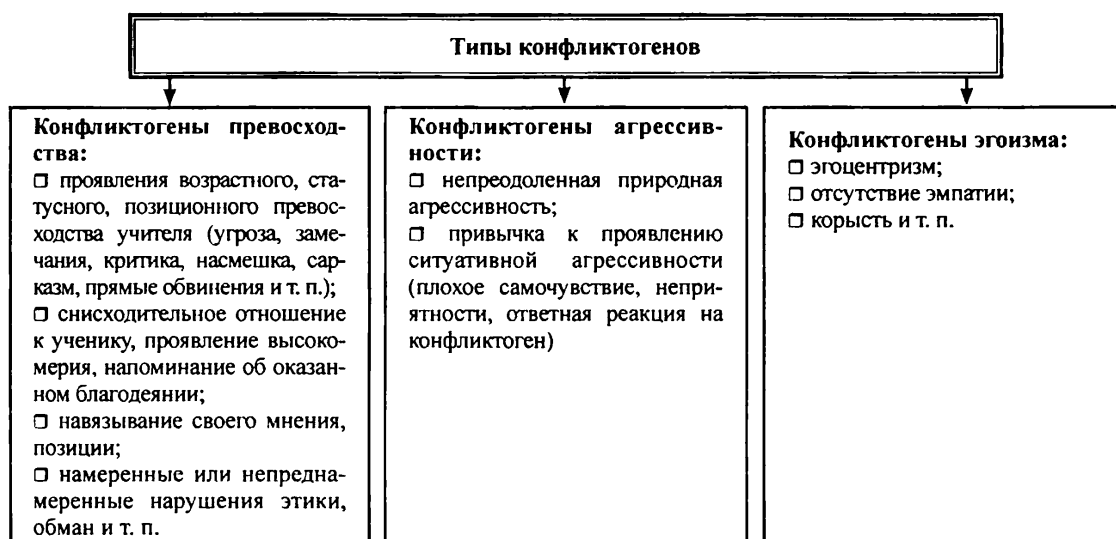 Типы конфликтогенов
Конфликтогены превосход-
ства:
□ проявления возрастного, ста-
тусного, позиционного превос-
ходства учителя (угроза, заме-
чания, критика, насмешка, сар-
казм, прямые обвинения и т. п.);
□ снисходительное отношение
к ученику, проявление высоко-
мерия, напоминание об оказан-
ном благодеянии;
□ навязывание своего мнения,
позиции;
□ намеренные или непредна-
меренные нарушения этики,
обман и т. п.
Конфликтогены агрессив-
ности:
□ непреодоленная природная
агрессивность;
□ привычка к проявлению
ситуативной агрессивности
(плохое самочувствие, непри-
ятности, ответная реакция на
конфликтоген)
Конфликтогены эгоизма:
□ эгоцентризм;
□ отсутствие эмпатии;
□ корысть и т. п.